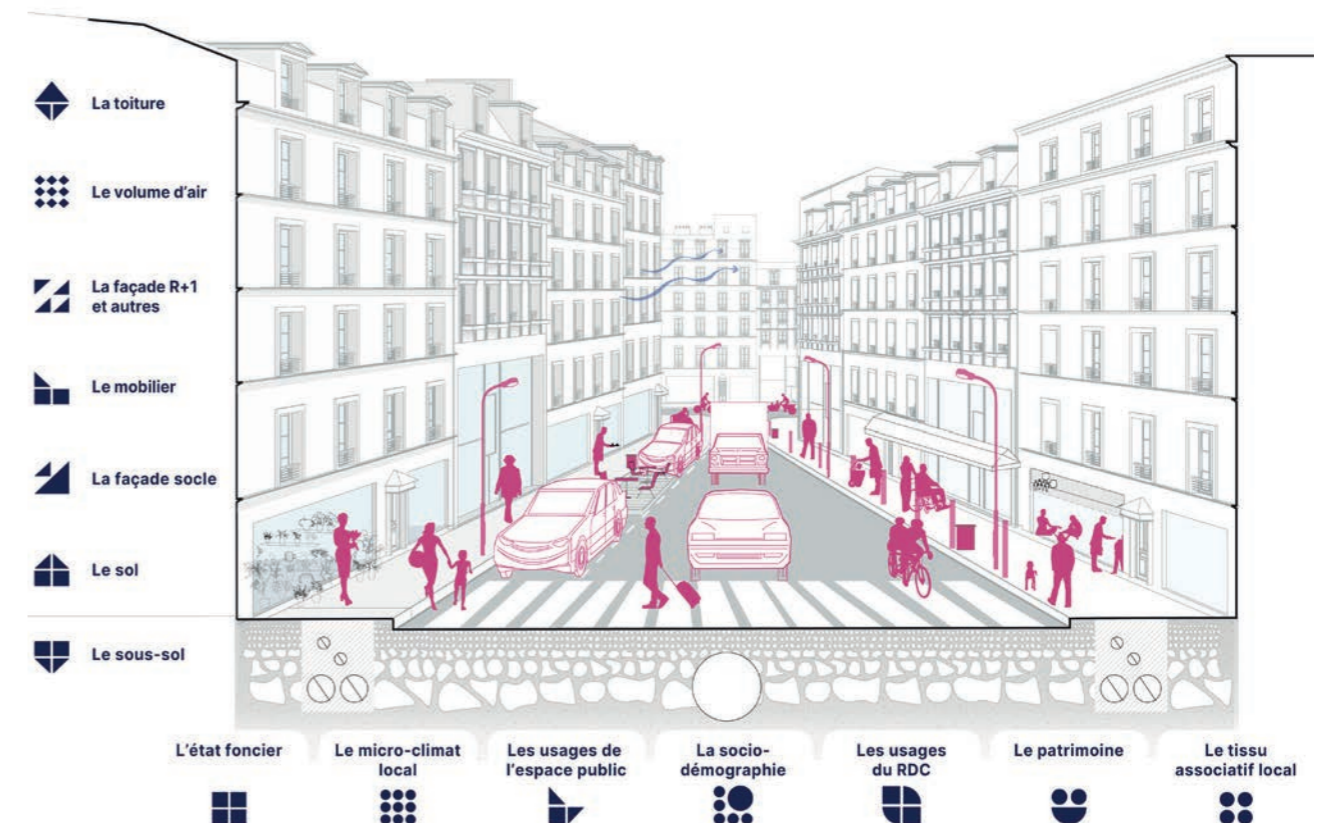 La toiture
Le volume d'air
La façade R+1
et autres
Le mobilier
La façade socle
Le sol
Le sous-sol
L'état foncier
Le micro-climat
local
Les usages de
l'espace public
La socio-
démographie
Les usages
du RDC
Le patrimoine
Le tissu
associatif local